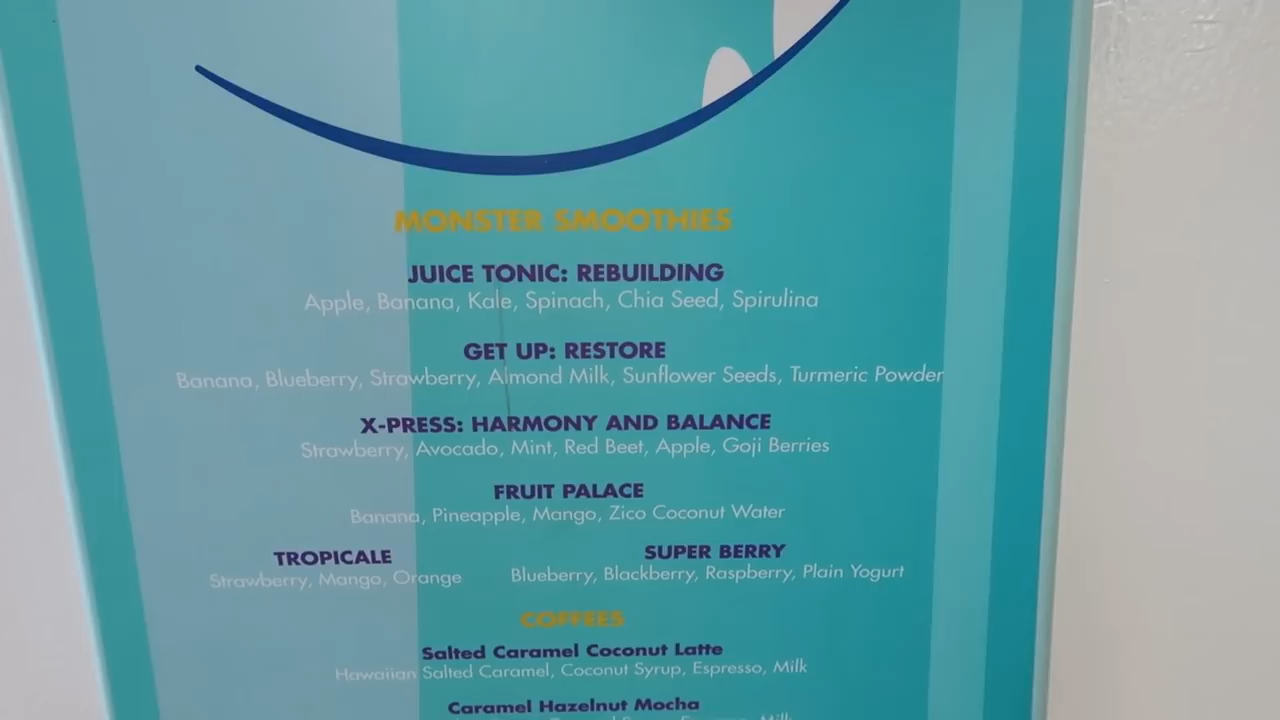 MONSTER SMOOTHIES
JUICE TONIC: REBUILDING
Apple, Banana, Kale, Spinach, Chia Seed, Spirulina
GET UP: RESTORE
Banana, Blueberry, Strawberry, Almond Milk, Sunflower Seeds, Turmeric Powder
X-PRESS: HARMONY AND BALANCE
Strawberry, Avocado, Mint, Red Beet, Apple, Goji Berries
FRUIT PALACE
Banana, Pineapple, Mango, Zico Coconut Water
TROPICALE
Strawberry, Mango, Orange
SUPER BERRY
Blueberry, Blackberry, Raspberry, Plain Yogurt
COFFEES
Salted Caramel Coconut Latte
Hawaiian Salted Caramel, Coconut Syrup, Espresso, Milk
Caramel Hazelnut Mocha